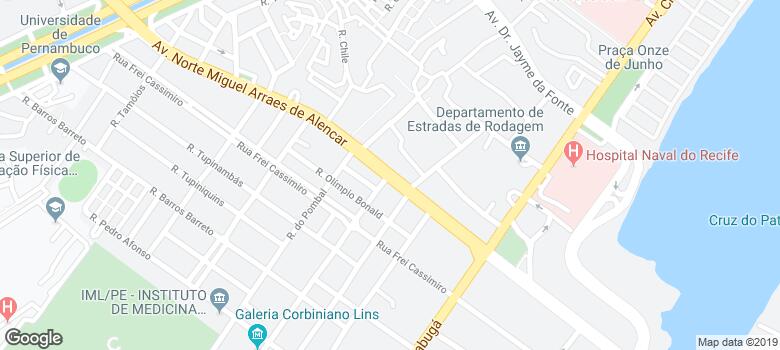 Universidade
de Pernambuco
Av. Norte Miguel Arraes de Alencar
R. Chile
Av. Dr. Jayme da Fonte
Av. C
Praça Onze
de Junho
Rua Frei Cassimiro
R. Tamóios
R. Barros Barreto
Departamento de
Estradas de Rodagem
H
Hospital Naval do Recife
a Superior de
ação Física...
R. Tupinambás
Rua Frei Cassimiro
R. Tupiniquins
R. Olímpio Bonald
R. Barros Barreto
R. do Pombal
R. Pedro Afonso
Cruz do Pat
Rua Frei Cassimiro
IML/PE - INSTITUTO
DE MEDICINA...
H
Galeria Corbiniano Lins
abugá
C
Google
Map data ©2019